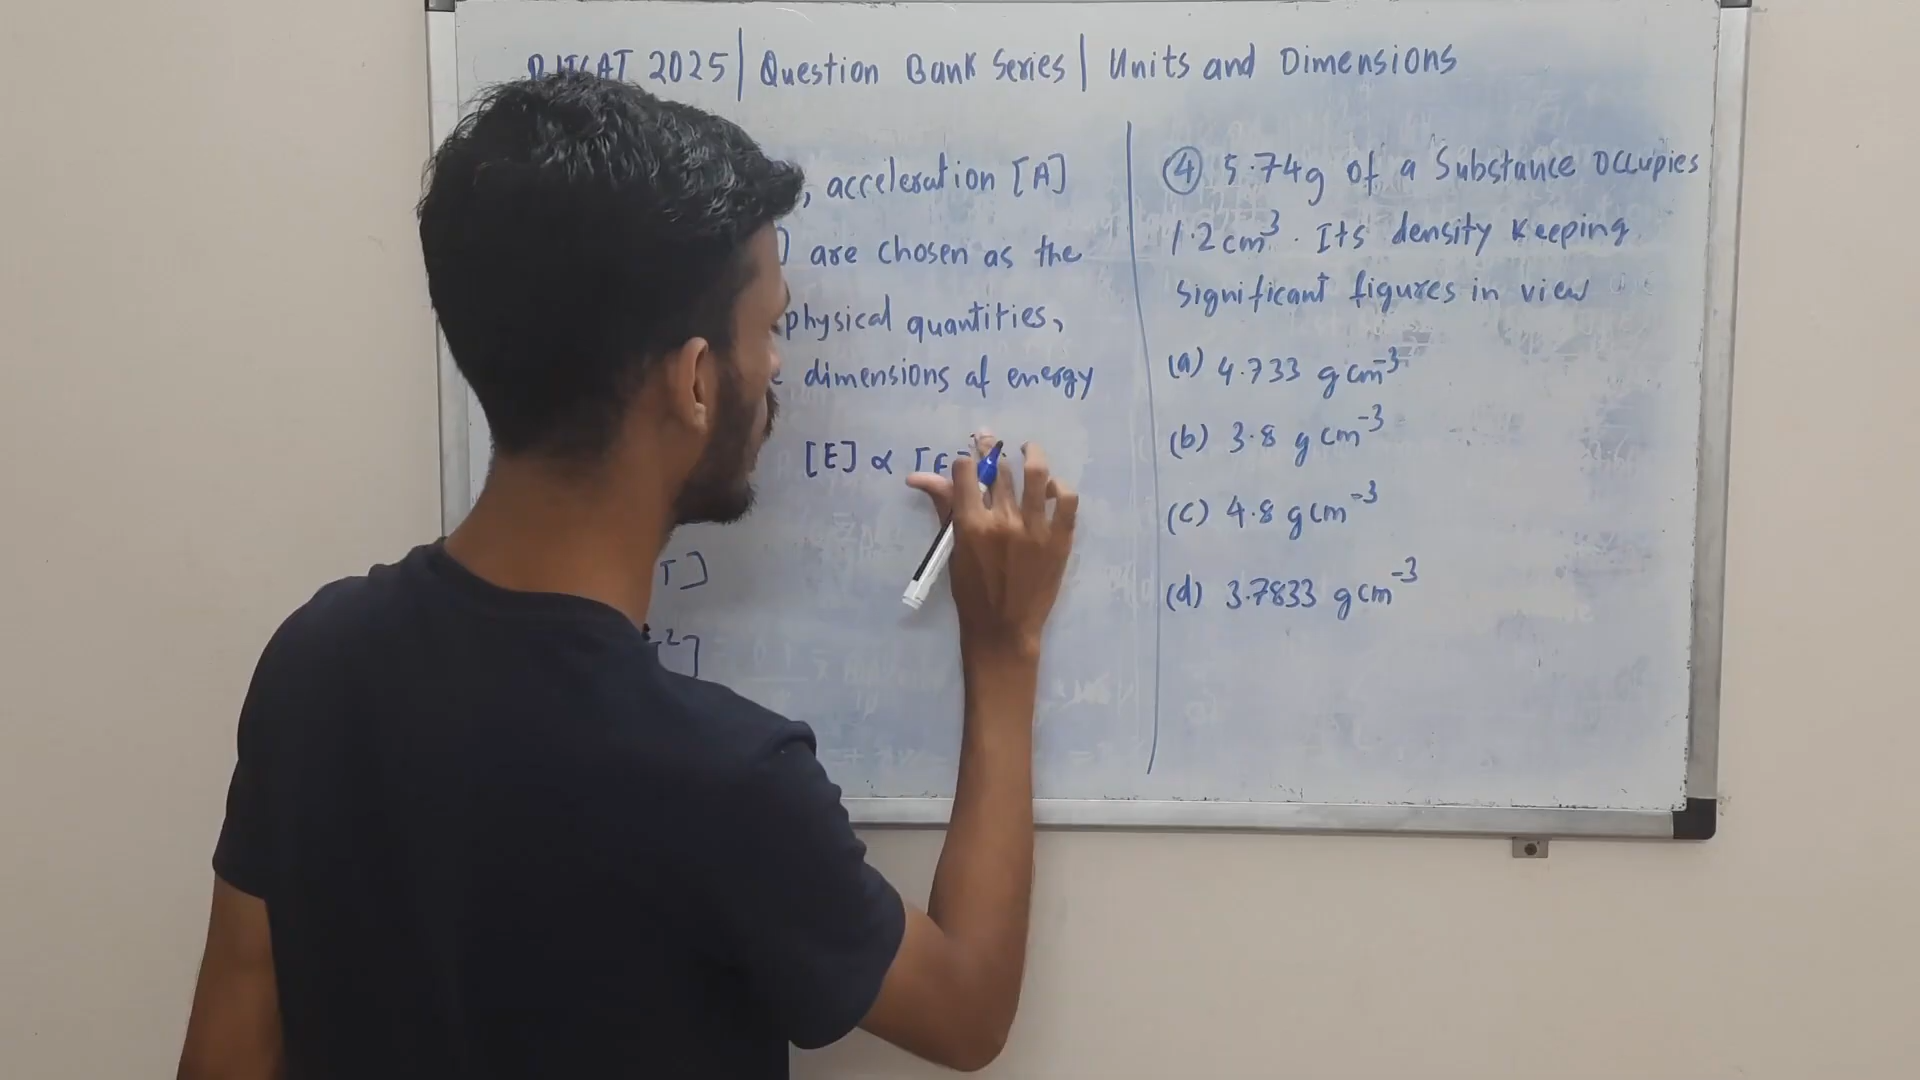 2025 | Question Bank Series | Units and Dimensions
, acceleration [A]
] are chosen as the
physical quantities,
dimensions of energy
[E] ∝ [F
T]
-2]
④ 5.74g of a Substance Occupies
1.2 cm³. Its density keeping
significant figures in view
(a) 4.733 g cm⁻³
(b) 3.8 g cm⁻³
(c) 4.8 g cm⁻³
(d) 3.7833 g cm⁻³